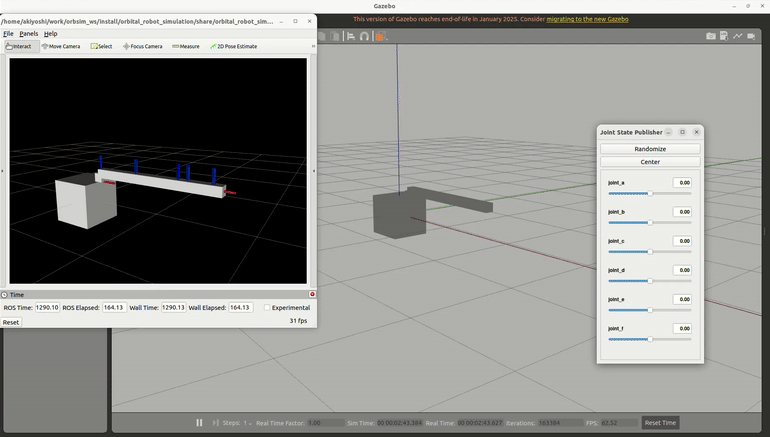 Gazebo
This version of Gazebo reaches end-of-life in January 2025. Consider migrating to the new Gazebo
/home/akiyoshi/work/orbsim_ws/install/orbital_robot_simulation/share/orbital_robot_sim...
File Panels Help
Interact Move Camera Select Focus Camera Measure 2D Pose Estimate
Time
ROS Time: 1290.10 ROS Elapsed: 164.13 Wall Time: 1290.13 Wall Elapsed: 164.13 Experimental
Reset 31 fps
Joint State Publisher
Randomize
Center
joint_a 0.00
joint_b 0.00
joint_c 0.00
joint_d 0.00
joint_e 0.00
joint_f 0.00
Steps: 1 Real Time Factor: 1.00 Sim Time: 00 00:02:43.384 Real Time: 00 00:02:43.627 Iterations: 163384 FPS: 62.52 Reset Time